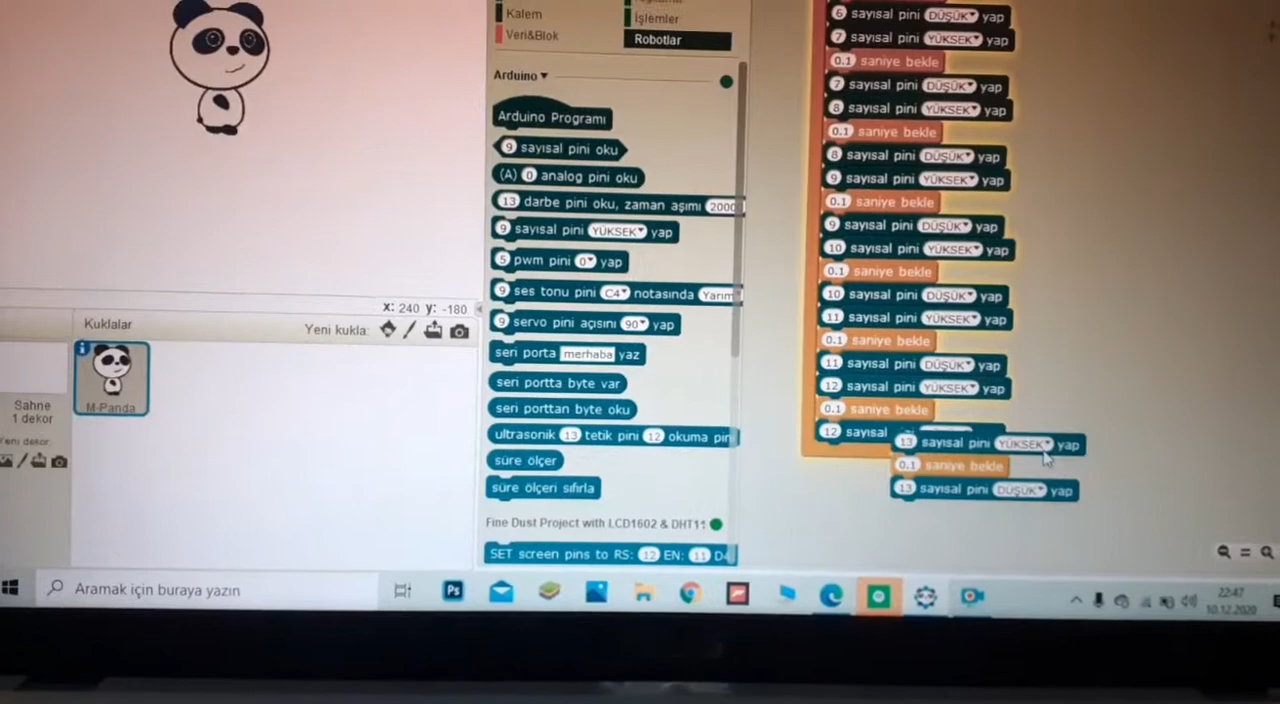 Kalem
İşlemler
Veri&Blok
Robotlar
Arduino
Arduino Programı
9 sayısal pini oku
(A) 0 analog pini oku
13 darbe pini oku, zaman aşımı 2000
9 sayısal pini YÜKSEK yap
5 pwm pini 0 yap
9 ses tonu pini C4 notasında Yarım
9 servo pini açısını 90 yap
seri porta merhaba yaz
seri portta byte var
seri porttan byte oku
ultrasonik 13 tetik pini 12 okuma pin
süre ölçer
süre ölçeri sıfırla
Fine Dust Project with LCD1602 & DHT11
SET screen pins to RS: 12 EN: 11 D4
6 sayısal pini DÜŞÜK yap
7 sayısal pini YÜKSEK yap
0.1 saniye bekle
7 sayısal pini DÜŞÜK yap
8 sayısal pini YÜKSEK yap
0.1 saniye bekle
8 sayısal pini DÜŞÜK yap
9 sayısal pini YÜKSEK yap
0.1 saniye bekle
9 sayısal pini DÜŞÜK yap
10 sayısal pini YÜKSEK yap
0.1 saniye bekle
10 sayısal pini DÜŞÜK yap
11 sayısal pini YÜKSEK yap
0.1 saniye bekle
11 sayısal pini DÜŞÜK yap
12 sayısal pini YÜKSEK yap
0.1 saniye bekle
12 sayısal
13 sayısal pini YÜKSEK yap
0.1 saniye bekle
13 sayısal pini DÜŞÜK yap
x: 240 y: -180
Kuklalar
Yeni kukla:
M-Panda
Sahne
1 dekor
Yeni dekor:
Aramak için buraya yazın
Ps
22:47
10.12.2020